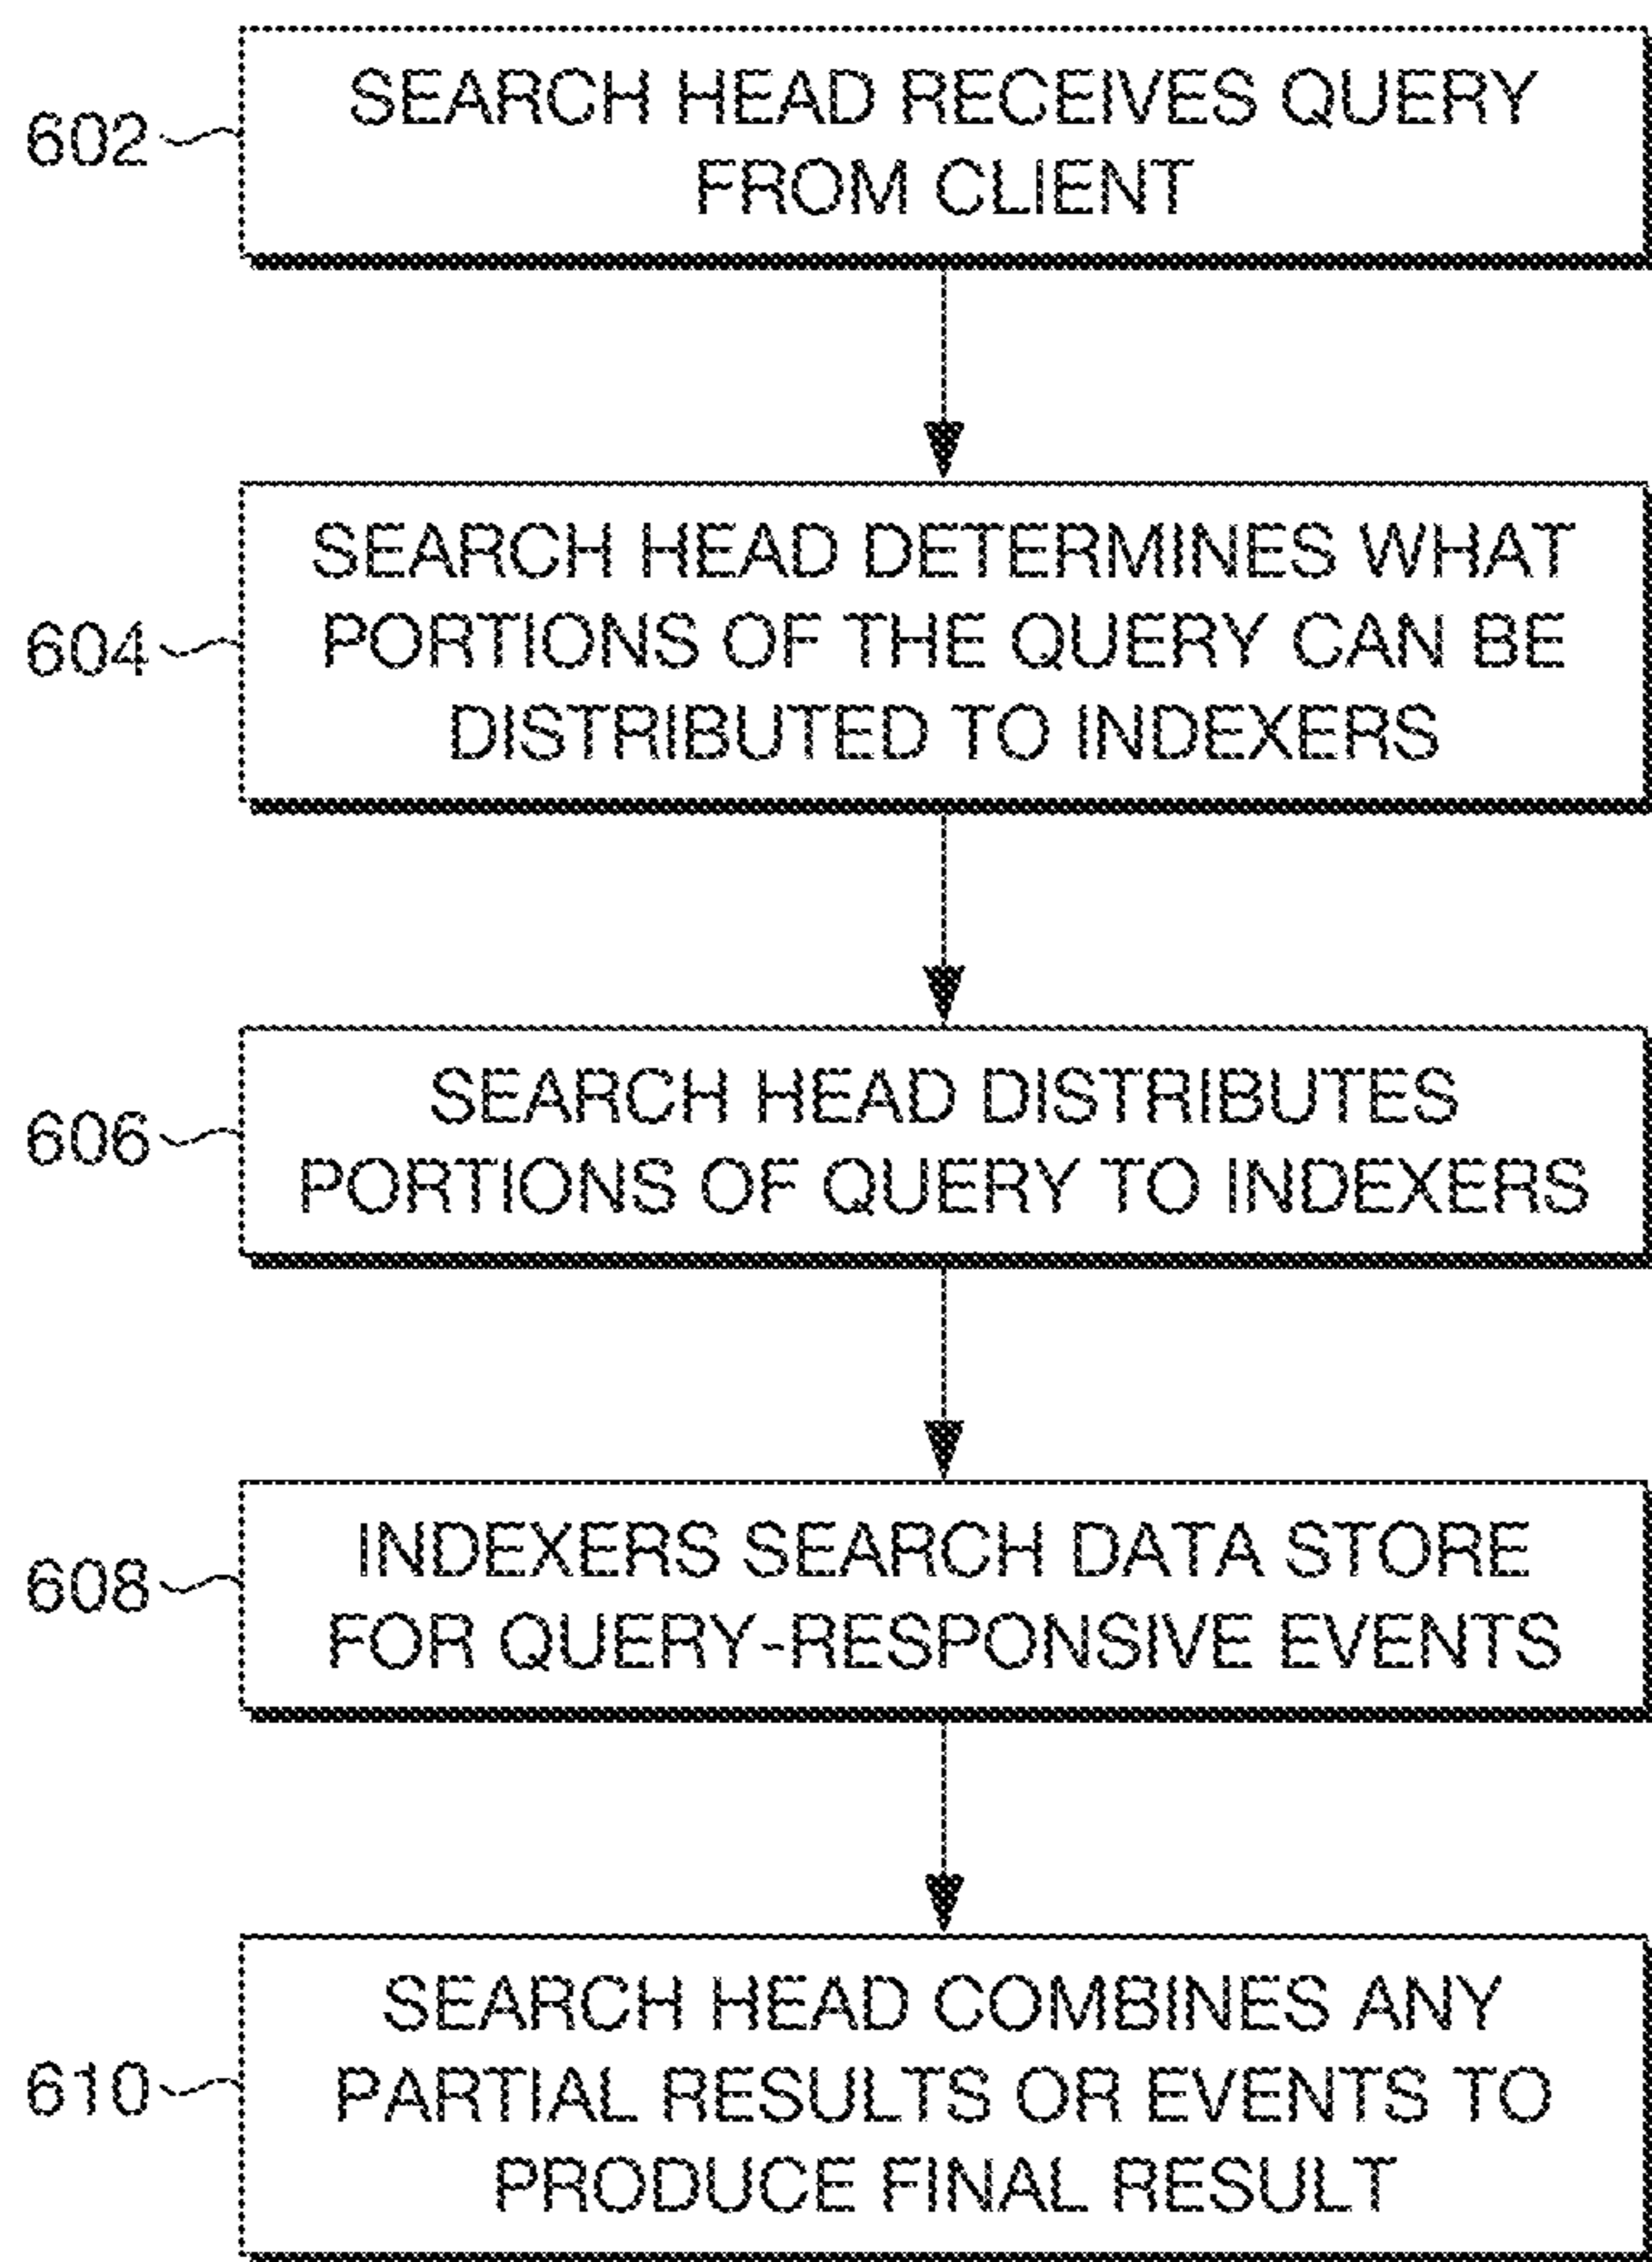 602
SEARCH HEAD RECEIVES QUERY
FROM CLIENT
604
SEARCH HEAD DETERMINES WHAT
PORTIONS OF THE QUERY CAN BE
DISTRIBUTED TO INDEXERS
606
SEARCH HEAD DISTRIBUTES
PORTIONS OF QUERY TO INDEXERS
608
INDEXERS SEARCH DATA STORE
FOR QUERY-RESPONSIVE EVENTS
610
SEARCH HEAD COMBINES ANY
PARTIAL RESULTS OR EVENTS TO
PRODUCE FINAL RESULT